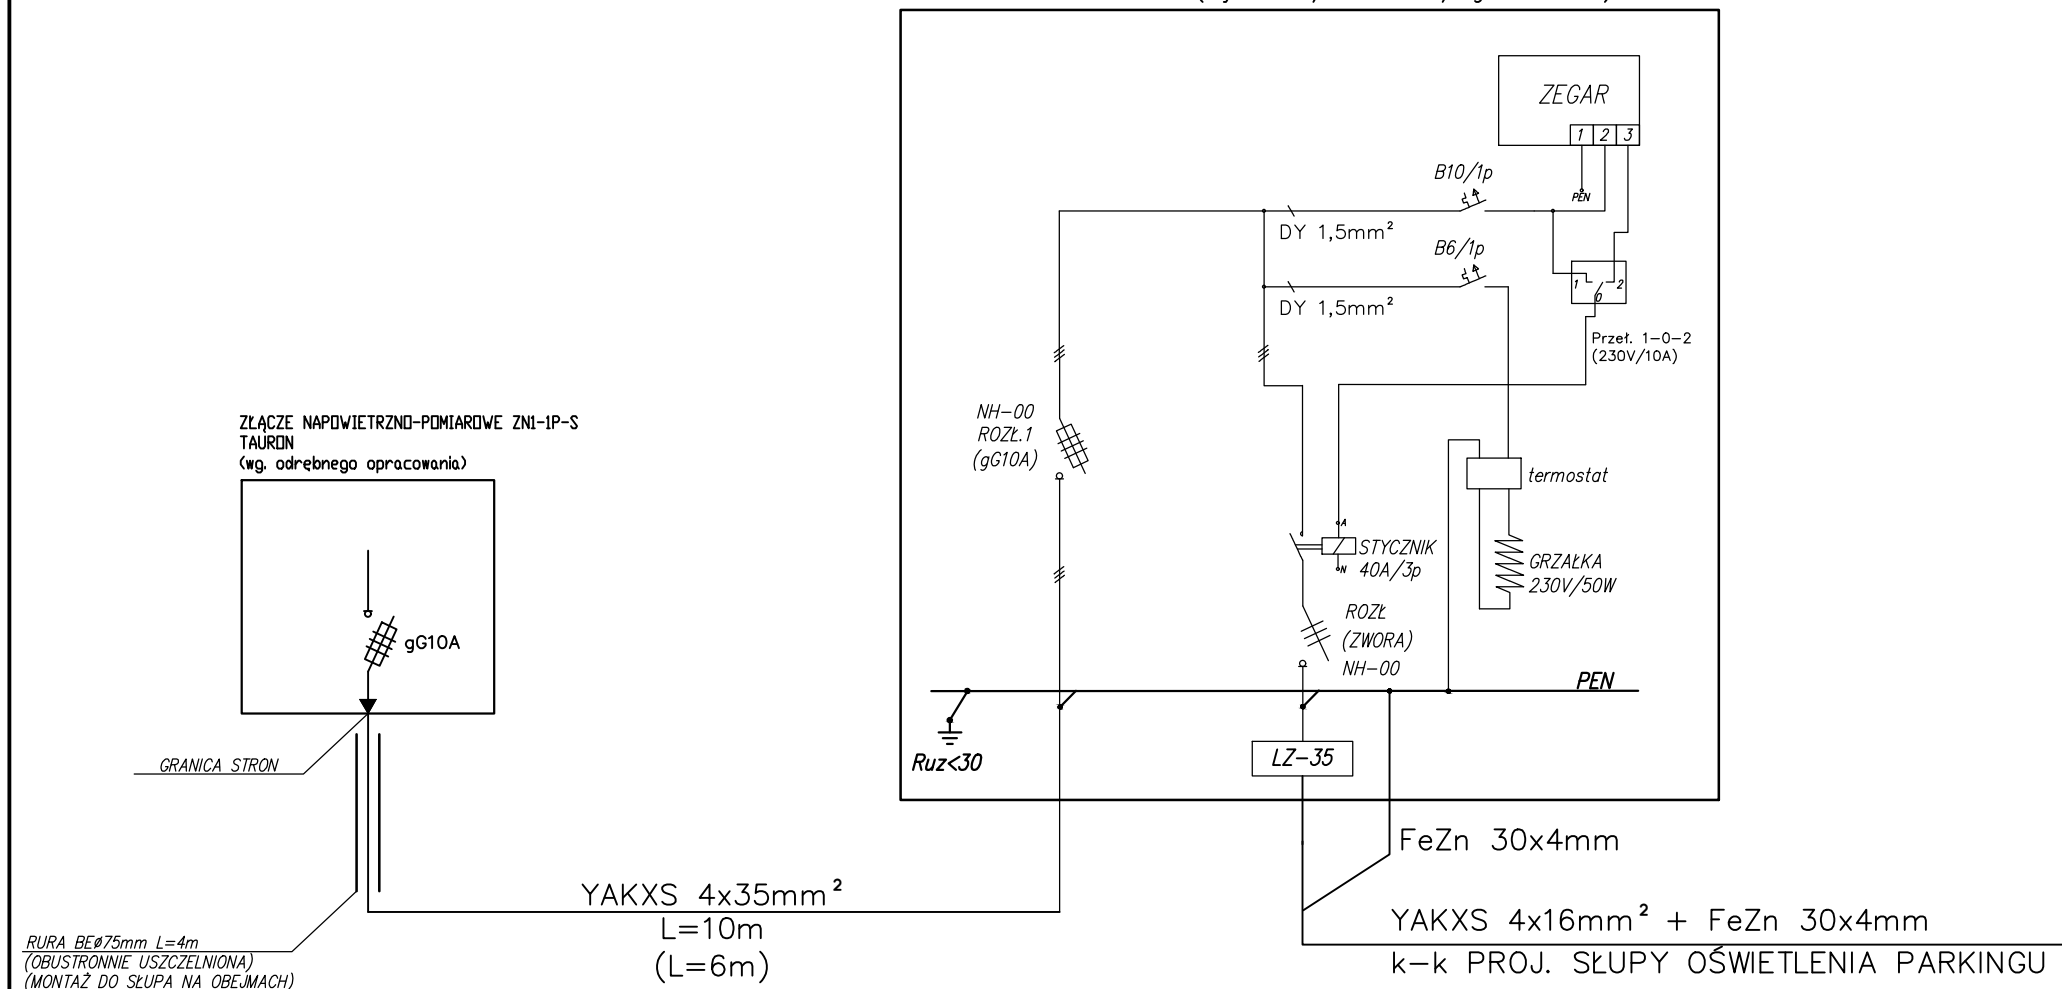 ZEGAR
1 2 3
PEN
B10/1p
DY 1,5mm²
B6/1p
DY 1,5mm²
1 0 2
Przeł. 1-0-2
(230V/10A)
NH-00
ROZŁ.1
(gG10A)
termostat
A
STYCZNIK
40A/3p
N
GRZAŁKA
230V/50W
ROZŁ
(ZWORA)
NH-00
PEN
Ruz<30
LZ-35
ZŁĄCZE NAPOWIETRZNO-POMIAROWE ZN1-1P-S
TAURON
(wg. odrębnego opracowania)
gG10A
GRANICA STRON
RURA BEø75mm L=4m
(OBUSTRONNIE USZCZELNIONA)
(MONTAŻ DO SŁUPA NA OBEJMACH)
YAKXS 4x35mm²
L=10m
(L=6m)
FeZn 30x4mm
YAKXS 4x16mm² + FeZn 30x4mm
k-k PROJ. SŁUPY OŚWIETLENIA PARKINGU